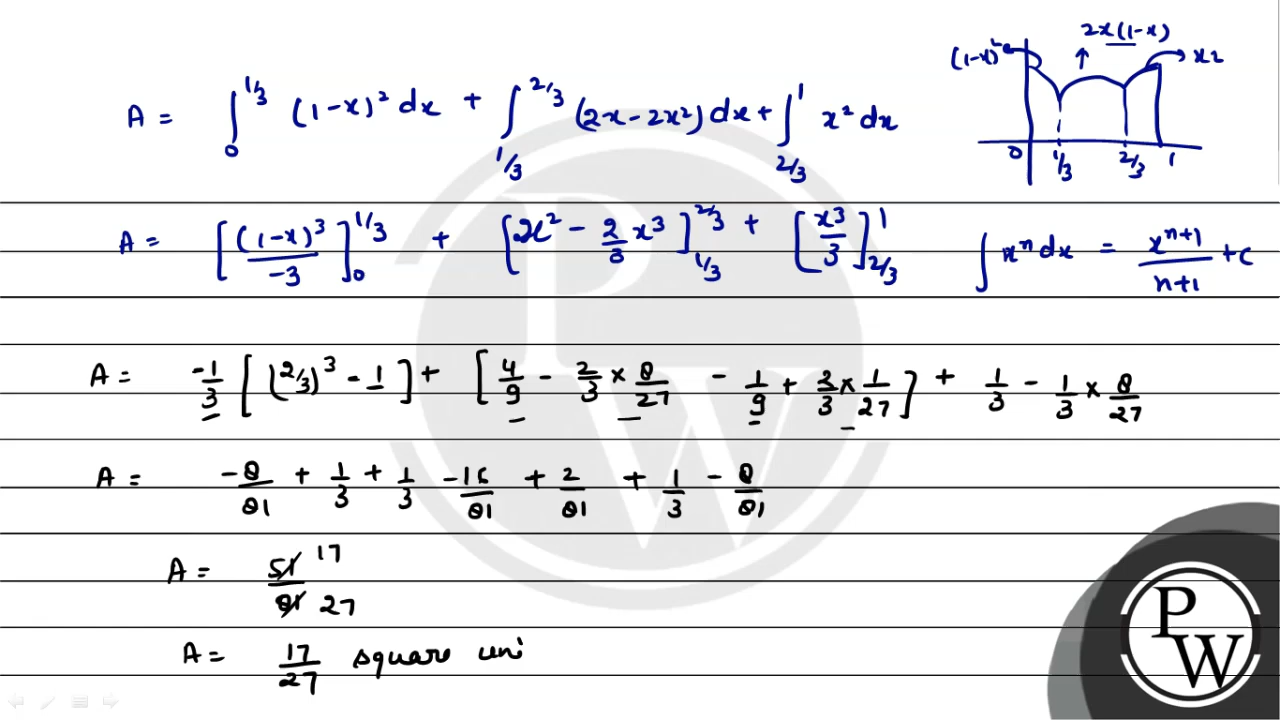 (1-x)² 2x(1-x) x2
0 1/3 2/3 1
A = ∫₀^{1/3} (1-x)² dx + ∫_{1/3}^{2/3} (2x - 2x²) dx + ∫_{2/3}^{1} x² dx
A = [(1-x)³/-3]₀^{1/3} + [x² - 2/3 x³]_{1/3}^{2/3} + [x³/3]_{2/3}^{1} ∫ xⁿ dx = x^{n+1}/n+1 + c
A = -1/3 [(2/3)³ - 1] + [4/9 - 2/3 × 8/27 - 1/9 + 2/3 × 1/27] + 1/3 - 1/3 × 8/27
A = -8/81 + 1/3 + 1/3 - 16/81 + 2/81 + 1/3 - 8/81
A = 51/81 17/27
A = 17/27 square uni
PW
PW